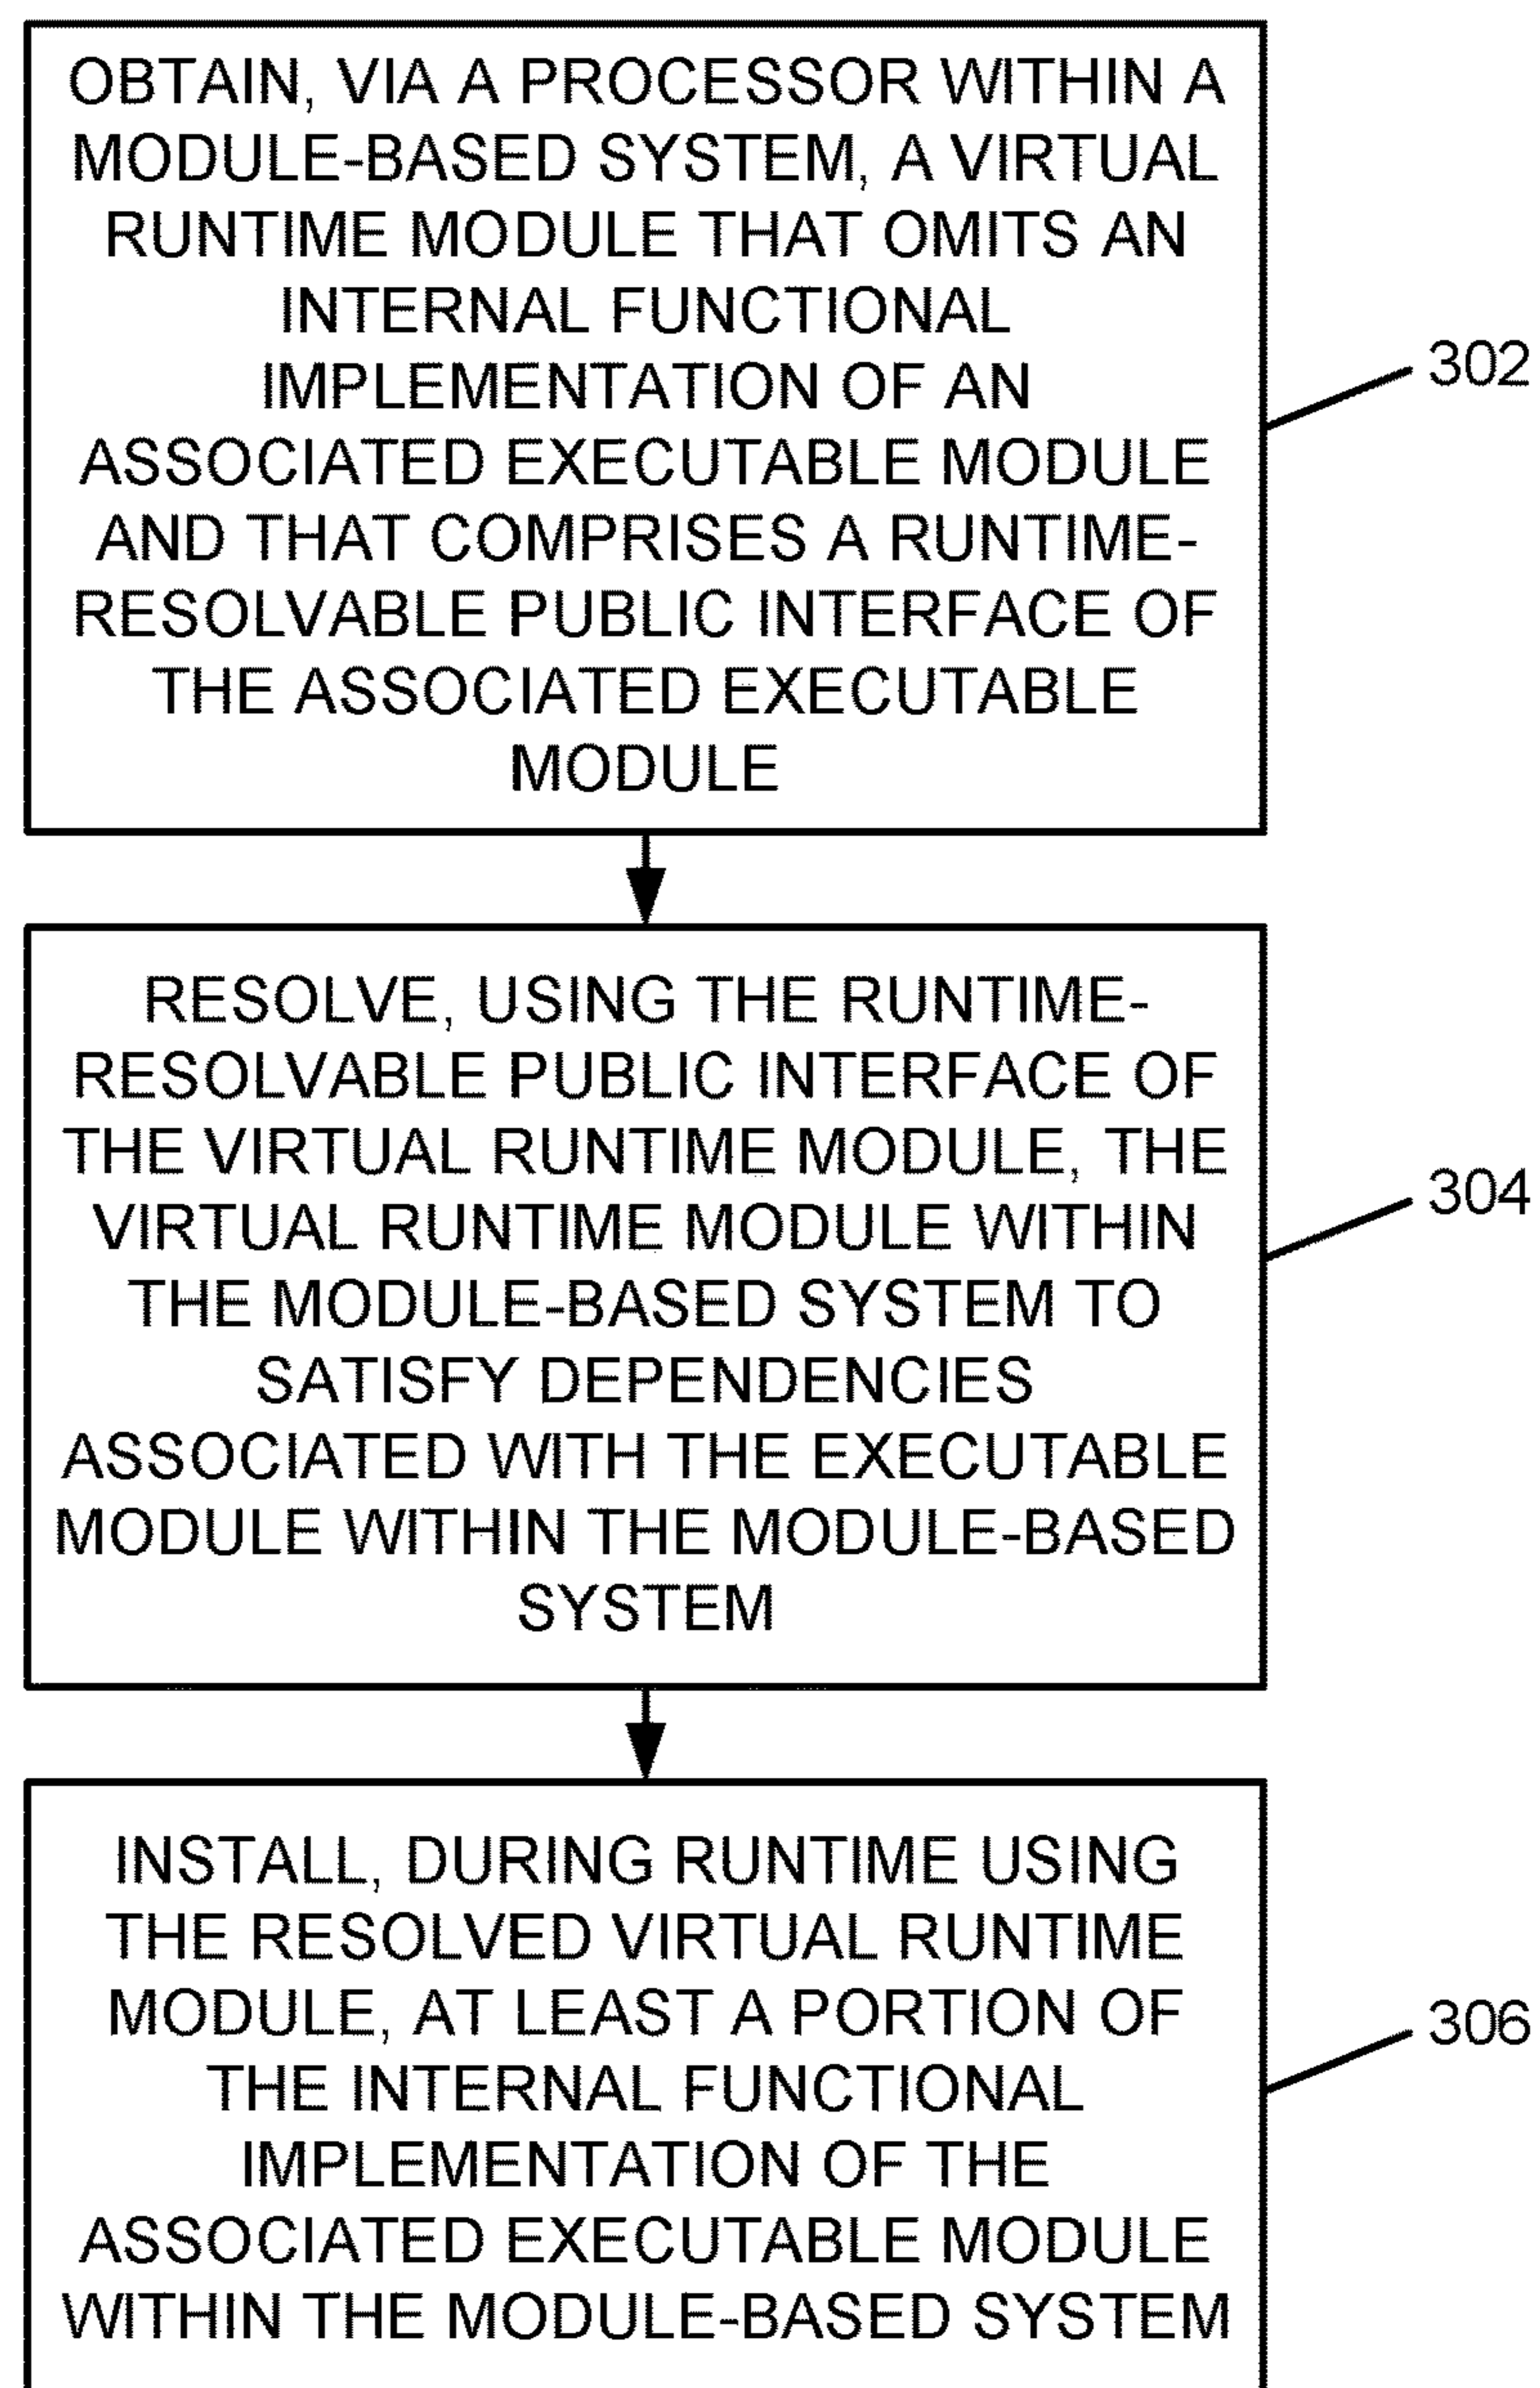 OBTAIN, VIA A PROCESSOR WITHIN A
MODULE-BASED SYSTEM, A VIRTUAL
RUNTIME MODULE THAT OMITS AN
INTERNAL FUNCTIONAL
IMPLEMENTATION OF AN
ASSOCIATED EXECUTABLE MODULE
AND THAT COMPRISES A RUNTIME-
RESOLVABLE PUBLIC INTERFACE OF
THE ASSOCIATED EXECUTABLE
MODULE
302
RESOLVE, USING THE RUNTIME-
RESOLVABLE PUBLIC INTERFACE OF
THE VIRTUAL RUNTIME MODULE, THE
VIRTUAL RUNTIME MODULE WITHIN
THE MODULE-BASED SYSTEM TO
SATISFY DEPENDENCIES
ASSOCIATED WITH THE EXECUTABLE
MODULE WITHIN THE MODULE-BASED
SYSTEM
304
INSTALL, DURING RUNTIME USING
THE RESOLVED VIRTUAL RUNTIME
MODULE, AT LEAST A PORTION OF
THE INTERNAL FUNCTIONAL
IMPLEMENTATION OF THE
ASSOCIATED EXECUTABLE MODULE
WITHIN THE MODULE-BASED SYSTEM
306